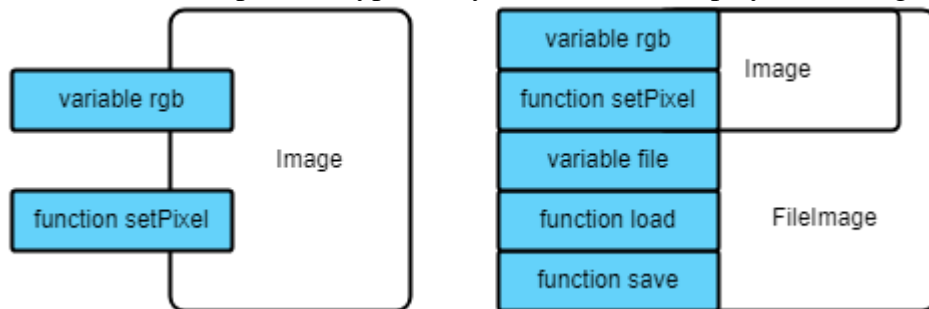 variable rgb
function setPixel
Image
variable rgb
function setPixel
Image
variable file
function load
function save
FileImage